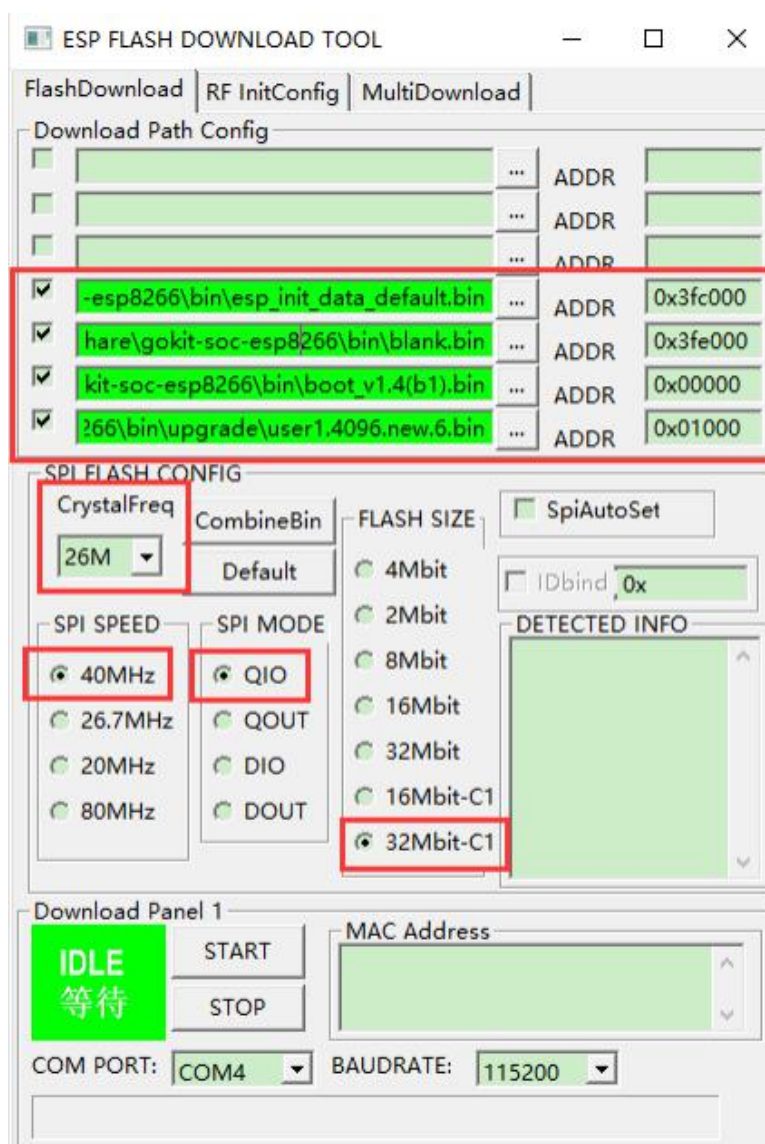 ESP FLASH DOWNLOAD TOOL
FlashDownload RF InitConfig MultiDownload
Download Path Config
... ADDR
... ADDR
... ADDR
-esp8266\bin\esp_init_data_default.bin ... ADDR 0x3fc000
hare\gokit-soc-esp8266\bin\blank.bin ... ADDR 0x3fe000
kit-soc-esp8266\bin\boot_v1.4(b1).bin ... ADDR 0x00000
266\bin\upgrade\user1.4096.new.6.bin ... ADDR 0x01000
SPI FLASH CONFIG
CrystalFreq
26M
CombineBin
Default
SPI SPEED
40MHz
26.7MHz
20MHz
80MHz
SPI MODE
QIO
QOUT
DIO
DOUT
FLASH SIZE
4Mbit
2Mbit
8Mbit
16Mbit
32Mbit
16Mbit-C1
32Mbit-C1
SpiAutoSet
IDbind 0x
DETECTED INFO
Download Panel 1
IDLE
等待
START
STOP
MAC Address
COM PORT: COM4 BAUDRATE: 115200